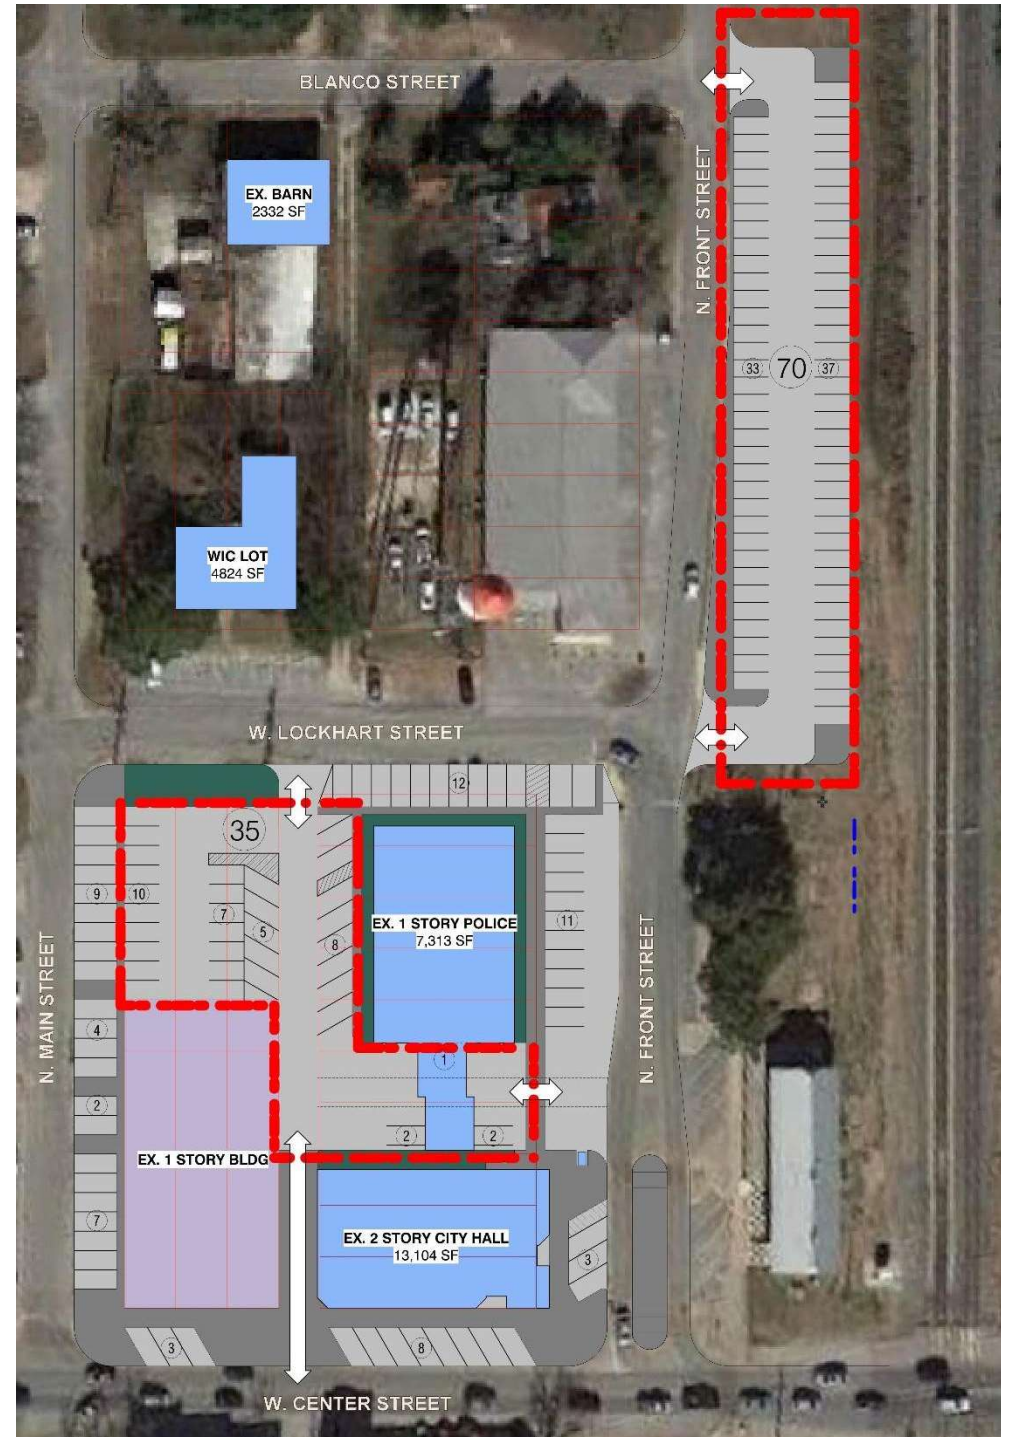 BLANCO STREET
EX. BARN
2332 SF
N. FRONT STREET
33
70
37
WIC LOT
4824 SF
W. LOCKHART STREET
12
35
9
10
7
5
8
11
EX. 1 STORY POLICE
7,313 SF
N. MAIN STREET
N. FRONT STREET
4
1
2
2
2
EX. 1 STORY BLDG
7
EX. 2 STORY CITY HALL
13,104 SF
3
3
8
W. CENTER STREET